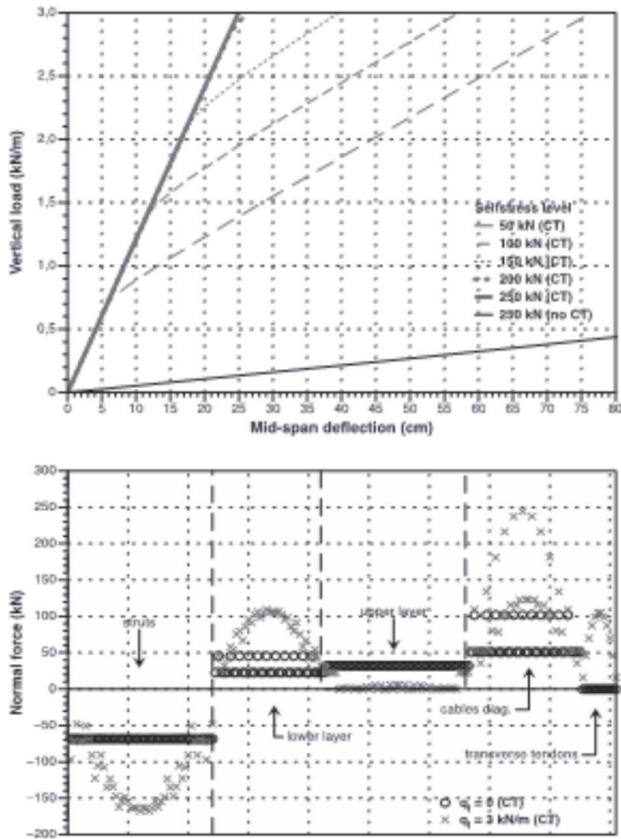 3,0
2,5
2,0
1,5
1,0
0,5
0
Vertical load (kN/m)
Selfstress level
50 kN (CT)
100 kN (CT)
150 kN (CT)
200 kN (CT)
250 kN (CT)
200 kN (no CT)
0 5 10 15 20 25 30 35 40 45 50 55 60 65 70 75 80
Mid-span deflection (cm)
300
250
200
150
100
50
0
−50
−100
−150
−200
Normal force (kN)
struts
upper layer
lower layer
cables diag.
transverse tendons
q = 0 (CT)
q = 3 kN/m (CT)